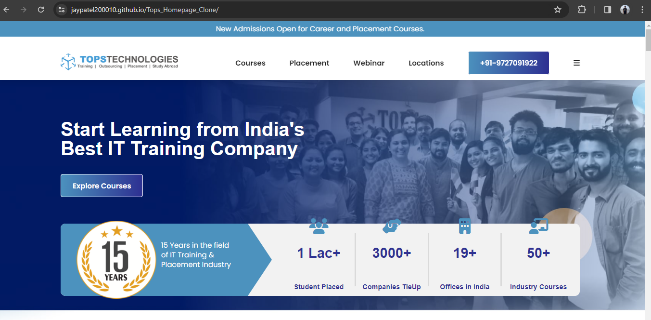 jaypatel200010.github.io/Tops_Homepage_Clone/
New Admissions Open for Career and Placement Courses.
TOPSTECHNOLOGIES
Training | Outsourcing | Placement | Study Abroad
Courses
Placement
Webinar
Locations
+91-9727091922
Start Learning from India's
Best IT Training Company
Explore Courses
15
YEARS
15 Years in the field
of IT Training &
Placement Industry
1 Lac+
3000+
19+
50+
Student Placed
Companies TieUp
Offices in India
Industry Courses